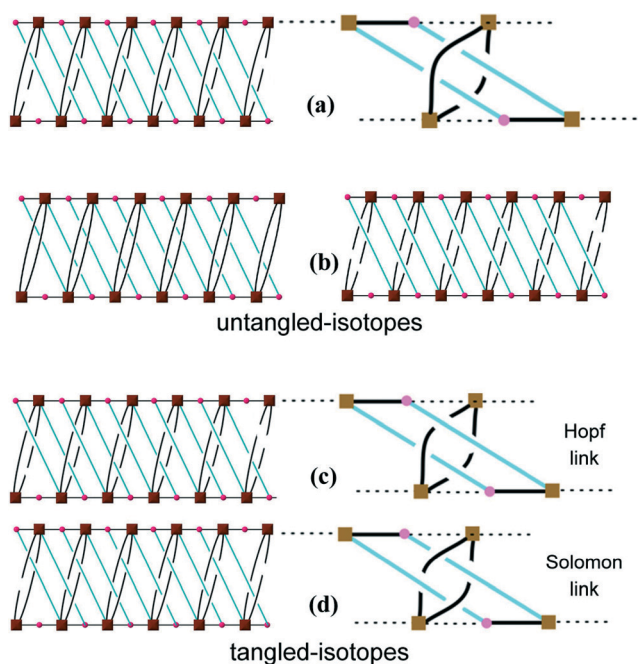 (a)
(b)
untangled-isotopes
(c)
Hopf
link
(d)
Solomon
link
tangled-isotopes